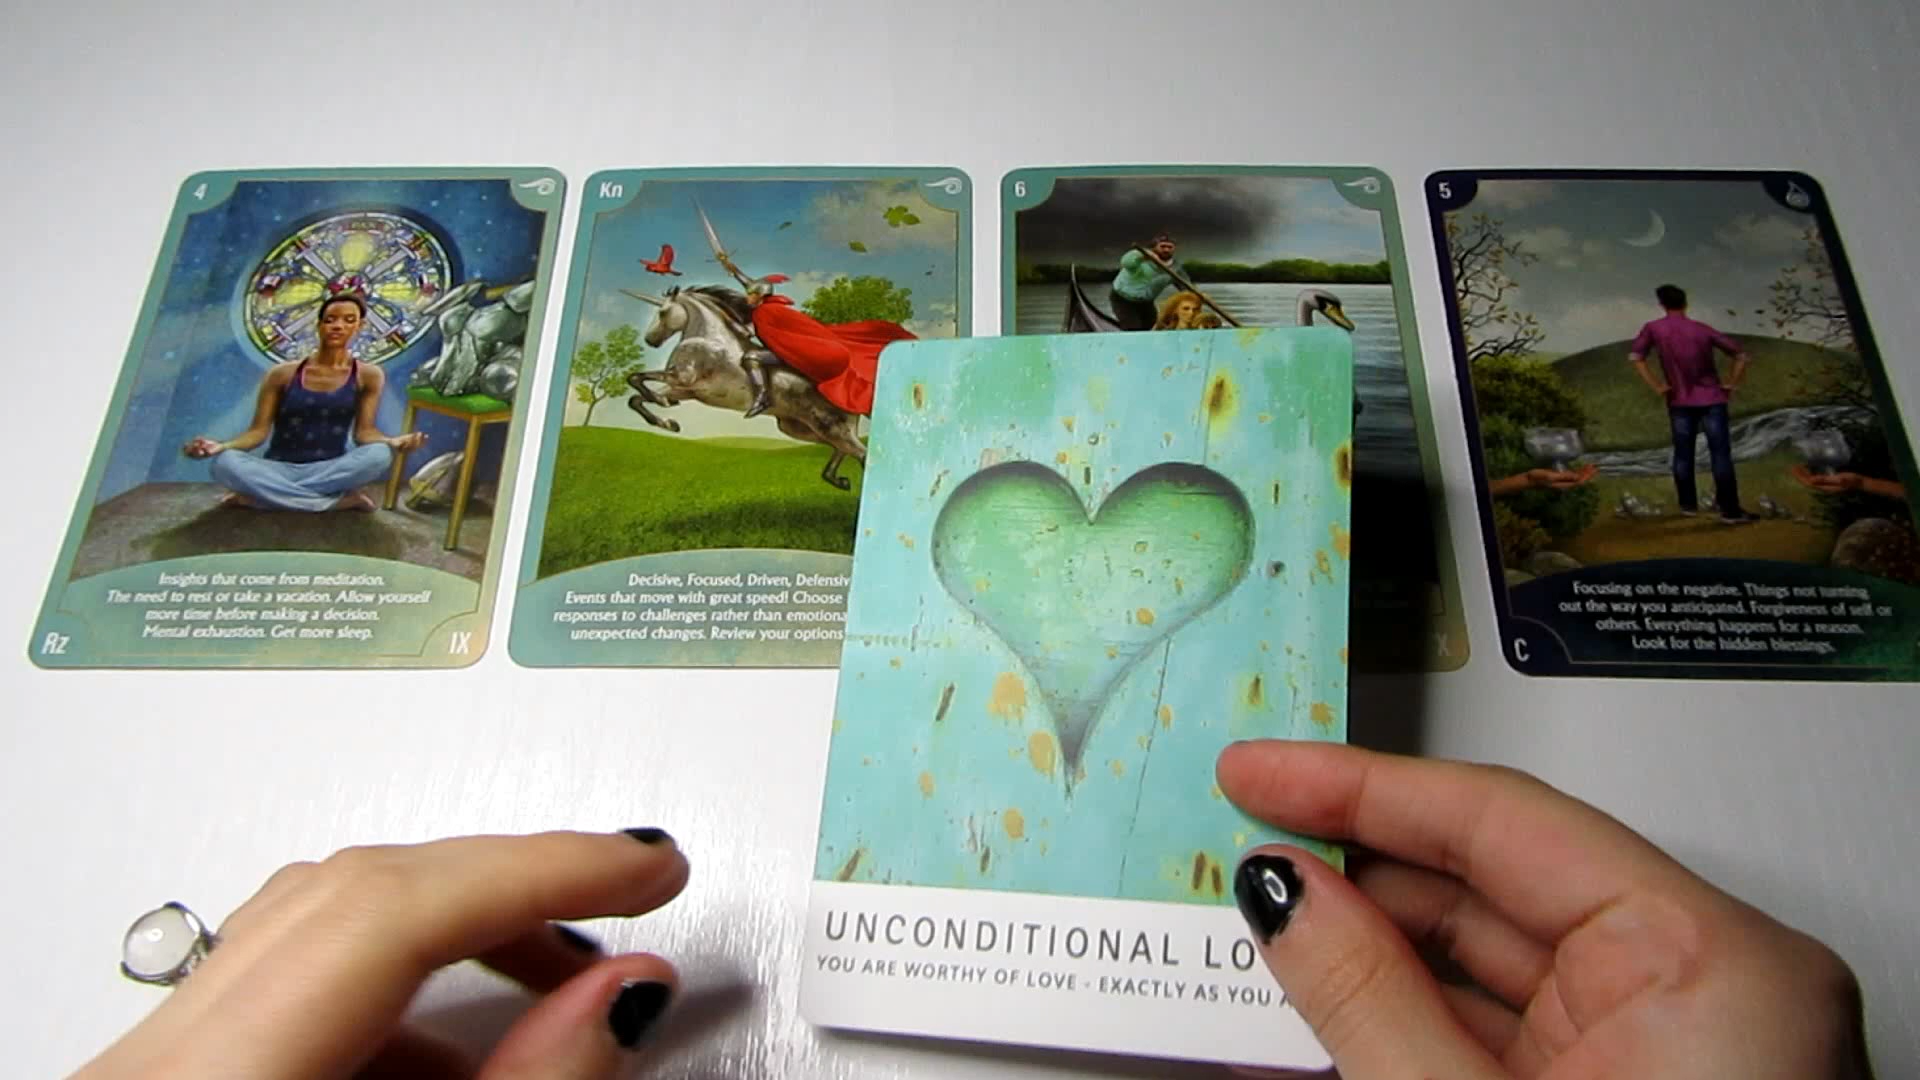 4
Insights that come from meditation.
The need to rest or take a vacation. Allow yourself
more time before making a decision.
Mental exhaustion. Get more sleep.
Rz
IX
Kn
Decisive, Focused, Driven, Defensiv
Events that move with great speed! Choose
responses to challenges rather than emotiona
unexpected changes. Review your options
6
X
5
Focusing on the negative. Things not turning
out the way you anticipated. Forgiveness of self or
others. Everything happens for a reason.
Look for the hidden blessings.
C
UNCONDITIONAL LO
YOU ARE WORTHY OF LOVE - EXACTLY AS YOU A